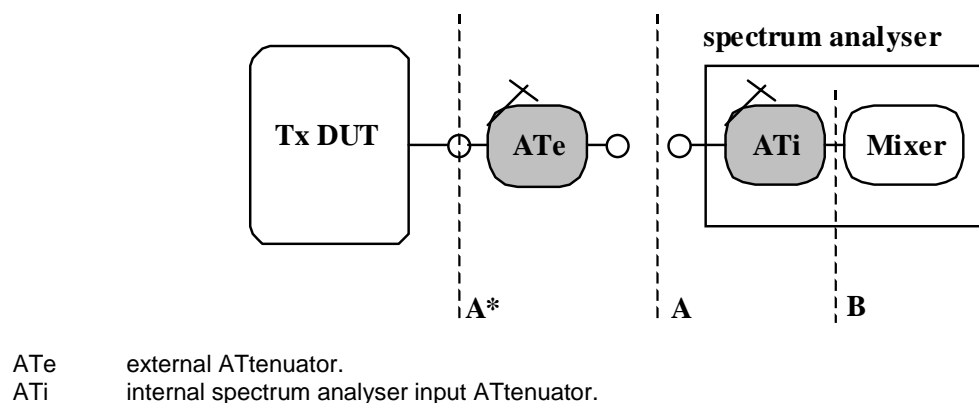 spectrum analyser
Tx DUT ATe ATi Mixer
A* A B
ATe external ATtenuator.
ATi internal spectrum analyser input ATtenuator.